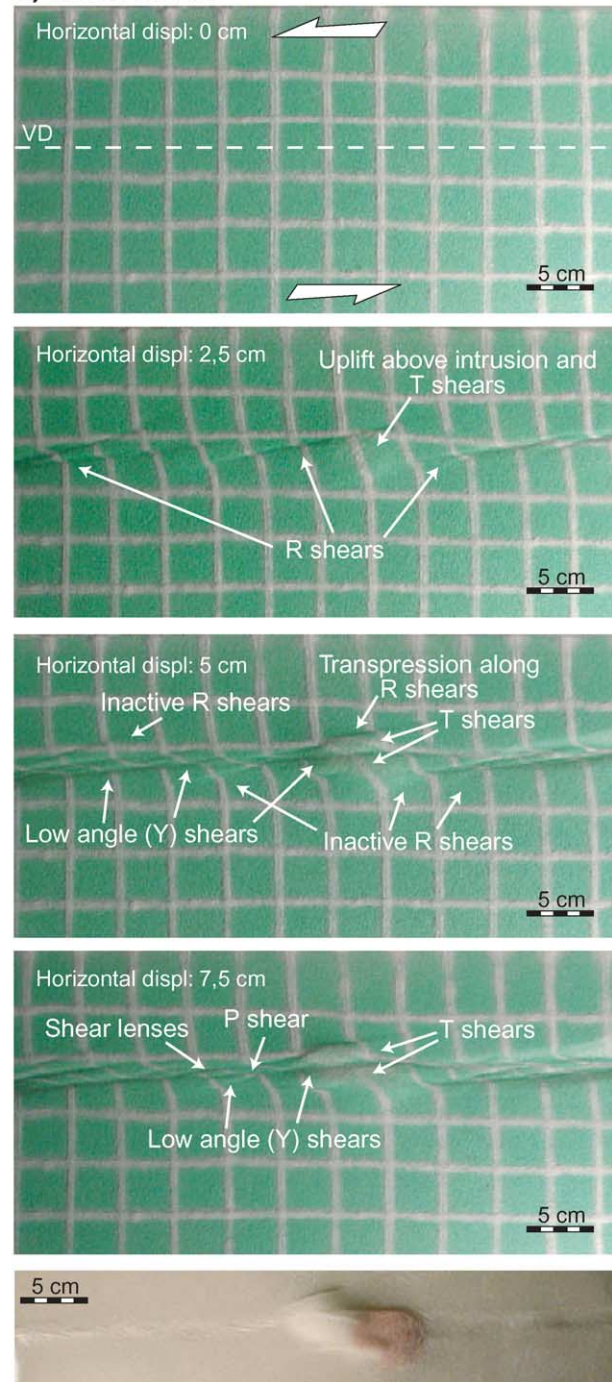 Horizontal displ: 0 cm
VD
5 cm
Horizontal displ: 2,5 cm
Uplift above intrusion and
T shears
R shears
5 cm
Horizontal displ: 5 cm
Transpression along
R shears
Inactive R shears
T shears
Low angle (Y) shears
Inactive R shears
5 cm
Horizontal displ: 7,5 cm
Shear lenses
P shear
T shears
Low angle (Y) shears
5 cm
5 cm